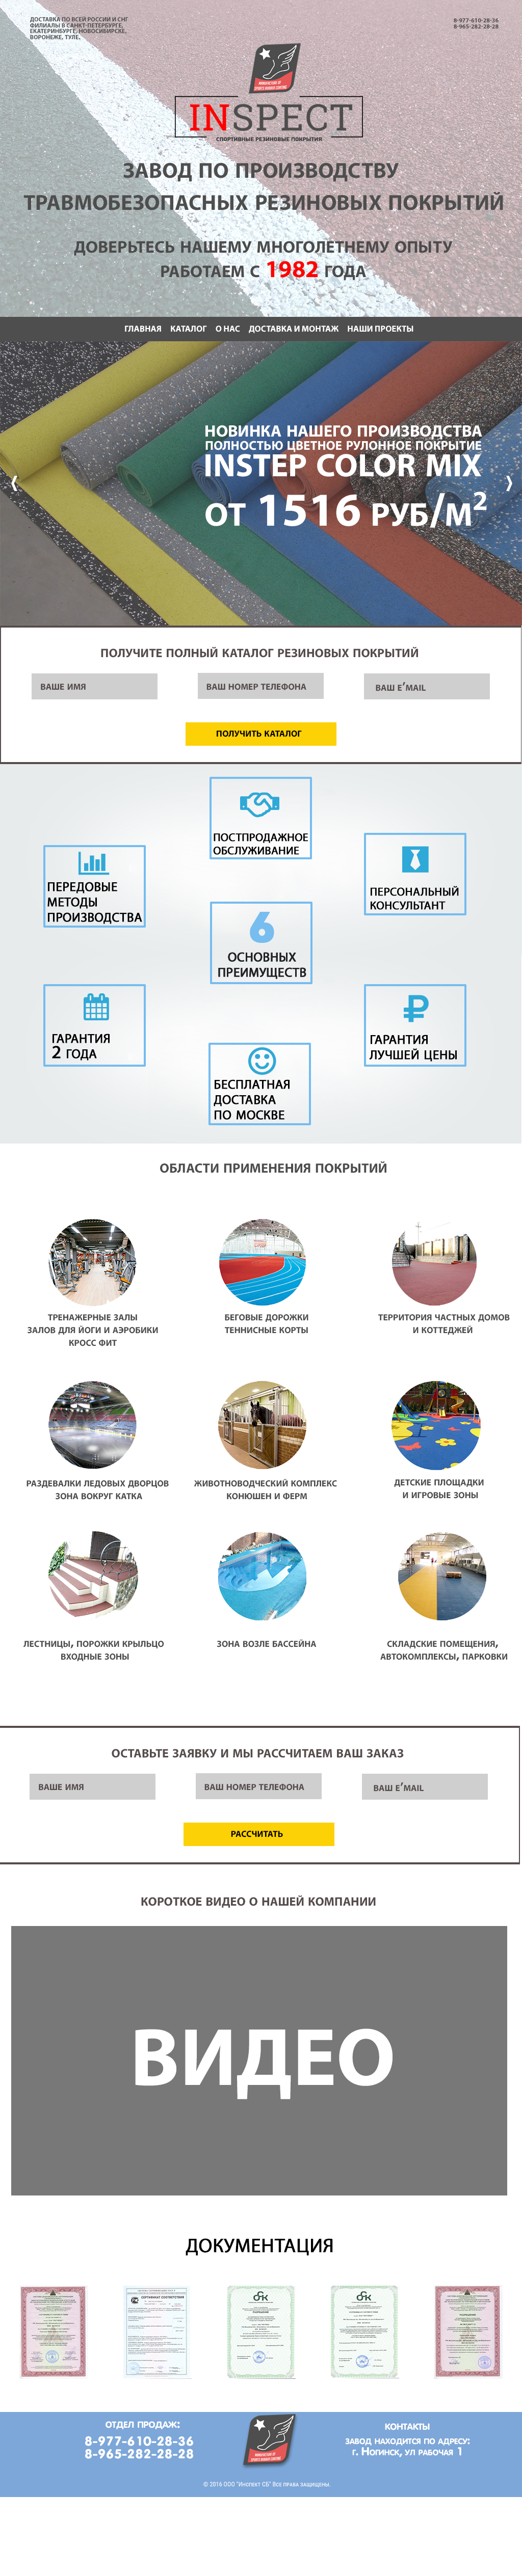 ДОСТАВКА ПО ВСЕЙ РОССИИ И СНГ
ФИЛИАЛЫ В САНКТ-ПЕТЕРБУРГЕ,
ЕКАТЕРИНБУРГЕ, НОВОСИБИРСКЕ,
ВОРОНЕЖЕ, ТУЛЕ.
8-977-610-28-36
8-965-282-28-28
INSPECT
СПОРТИВНЫЕ РЕЗИНОВЫЕ ПОКРЫТИЯ
ЗАВОД ПО ПРОИЗВОДСТВУ
ТРАВМОБЕЗОПАСНЫХ РЕЗИНОВЫХ ПОКРЫТИЙ
ДОВЕРЬТЕСЬ НАШЕМУ МНОГОЛЕТНЕМУ ОПЫТУ
РАБОТАЕМ С 1982 ГОДА
ГЛАВНАЯ КАТАЛОГ О НАС ДОСТАВКА И МОНТАЖ НАШИ ПРОЕКТЫ
НОВИНКА НАШЕГО ПРОИЗВОДСТВА
ПОЛНОСТЬЮ ЦВЕТНОЕ РУЛОННОЕ ПОКРЫТИЕ
INSTEP COLOR MIX
ОТ 1516 РУБ/М²
ПОЛУЧИТЕ ПОЛНЫЙ КАТАЛОГ РЕЗИНОВЫХ ПОКРЫТИЙ
ВАШЕ ИМЯ
ВАШ НОМЕР ТЕЛЕФОНА
ВАШ E'MAIL
ПОЛУЧИТЬ КАТАЛОГ
ПОСТПРОДАЖНОЕ
ОБСЛУЖИВАНИЕ
ПЕРЕДОВЫЕ
МЕТОДЫ
ПРОИЗВОДСТВА
ПЕРСОНАЛЬНЫЙ
КОНСУЛЬТАНТ
6
ОСНОВНЫХ
ПРЕИМУЩЕСТВ
ГАРАНТИЯ
2 ГОДА
ГАРАНТИЯ
ЛУЧШЕЙ ЦЕНЫ
БЕСПЛАТНАЯ
ДОСТАВКА
ПО МОСКВЕ
ОБЛАСТИ ПРИМЕНЕНИЯ ПОКРЫТИЙ
ТРЕНАЖЕРНЫЕ ЗАЛЫ
ЗАЛОВ ДЛЯ ЙОГИ И АЭРОБИКИ
КРОСС ФИТ
БЕГОВЫЕ ДОРОЖКИ
ТЕННИСНЫЕ КОРТЫ
ТЕРРИТОРИЯ ЧАСТНЫХ ДОМОВ
И КОТТЕДЖЕЙ
РАЗДЕВАЛКИ ЛЕДОВЫХ ДВОРЦОВ
ЗОНА ВОКРУГ КАТКА
ЖИВОТНОВОДЧЕСКИЙ КОМПЛЕКС
КОНЮШЕН И ФЕРМ
ДЕТСКИЕ ПЛОЩАДКИ
И ИГРОВЫЕ ЗОНЫ
ЛЕСТНИЦЫ, ПОРОЖКИ КРЫЛЬЦО
ВХОДНЫЕ ЗОНЫ
ЗОНА ВОЗЛЕ БАССЕЙНА
СКЛАДСКИЕ ПОМЕЩЕНИЯ,
АВТОКОМПЛЕКСЫ, ПАРКОВКИ
ОСТАВЬТЕ ЗАЯВКУ И МЫ РАССЧИТАЕМ ВАШ ЗАКАЗ
ВАШЕ ИМЯ
ВАШ НОМЕР ТЕЛЕФОНА
ВАШ E'MAIL
РАССЧИТАТЬ
КОРОТКОЕ ВИДЕО О НАШЕЙ КОМПАНИИ
ВИДЕО
ДОКУМЕНТАЦИЯ
СЕРТИФИКАТ СООТВЕТСТВИЯ
ОТДЕЛ ПРОДАЖ:
8-977-610-28-36
8-965-282-28-28
КОНТАКТЫ
ЗАВОД НАХОДИТСЯ ПО АДРЕСУ:
Г. НОГИНСК, УЛ РАБОЧАЯ 1
© 2016 ООО "ИНСПЕКТ СБ" ВСЕ ПРАВА ЗАЩИЩЕНЫ.